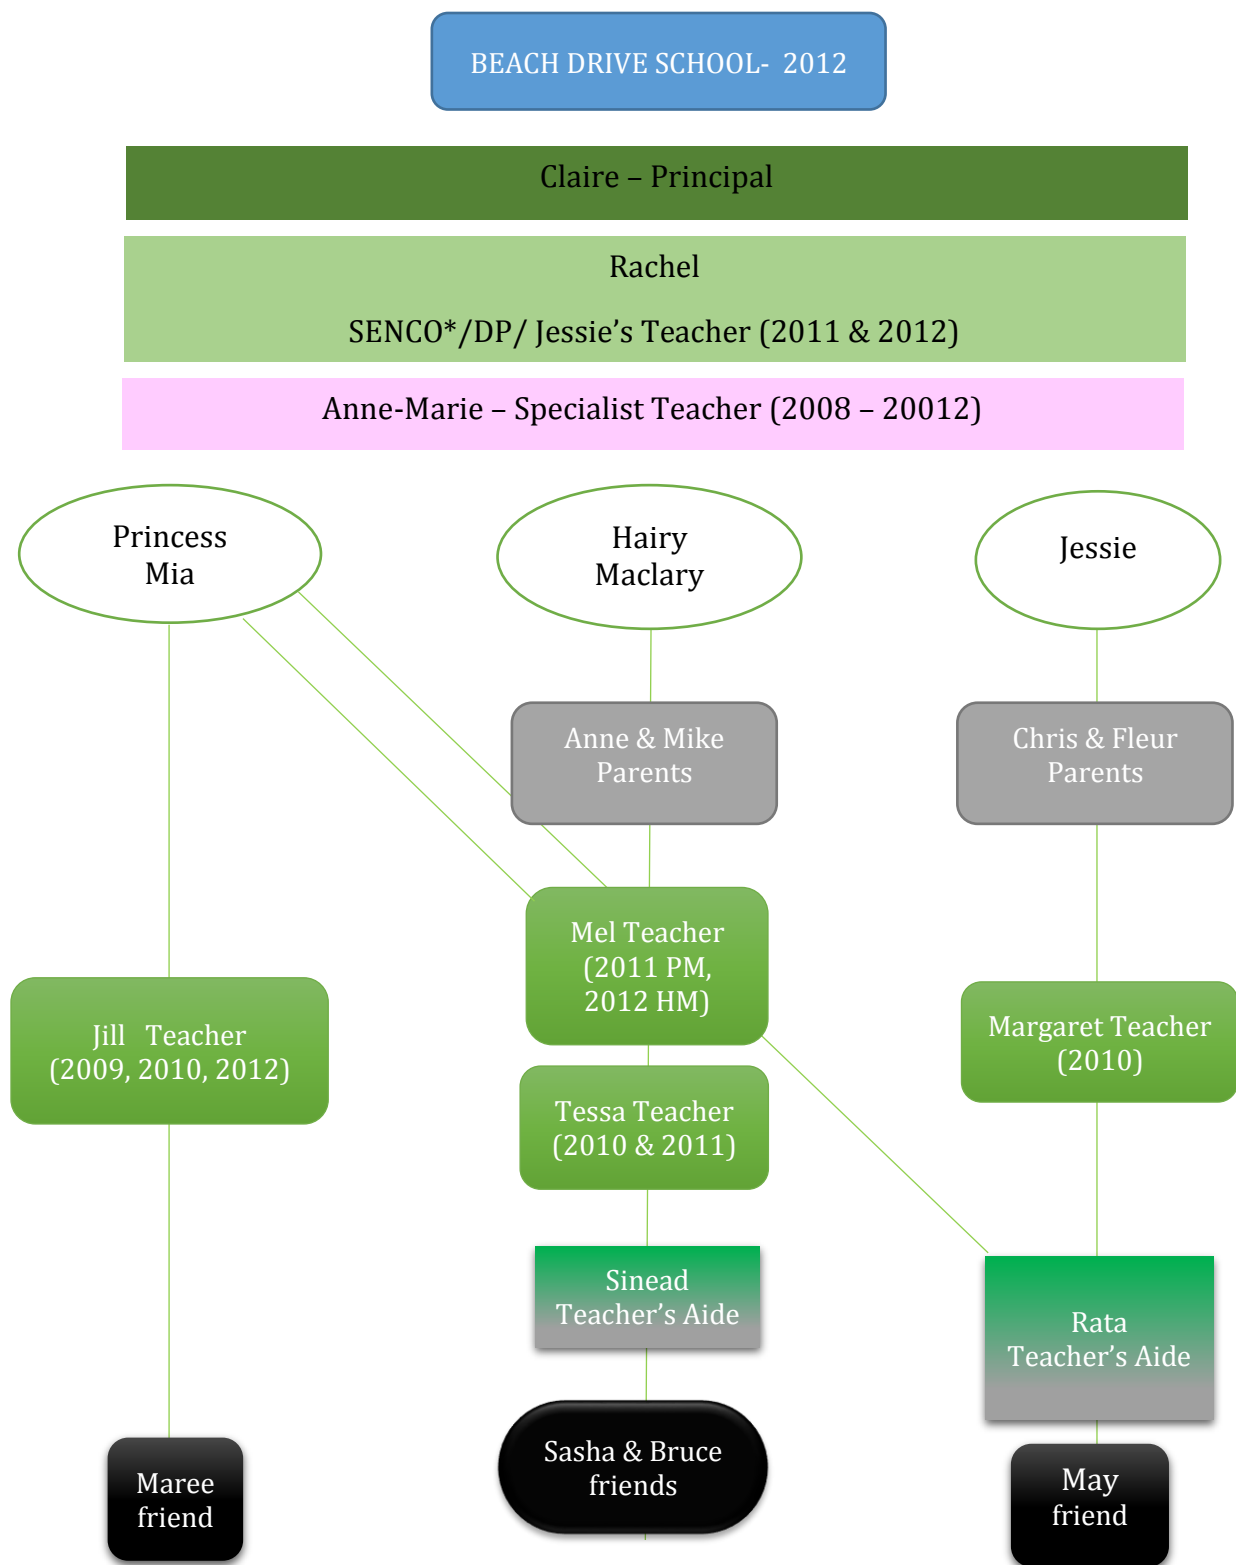 BEACH DRIVE SCHOOL-  2012
Claire – Principal
Rachel
SENCO*/DP/ Jessie’s Teacher (2011 & 2012)
Anne-Marie – Specialist Teacher (2008 – 20012)
Princess
Mia
Hairy
Maclary
Jessie
Anne & Mike
Parents
Chris & Fleur
Parents
Mel Teacher
(2011 PM,
2012 HM)
Jill   Teacher
(2009, 2010, 2012)
Margaret Teacher
(2010)
Tessa Teacher
(2010 & 2011)
Sinead
Teacher’s Aide
Rata
Teacher’s Aide
Maree
friend
Sasha & Bruce
friends
May
friend